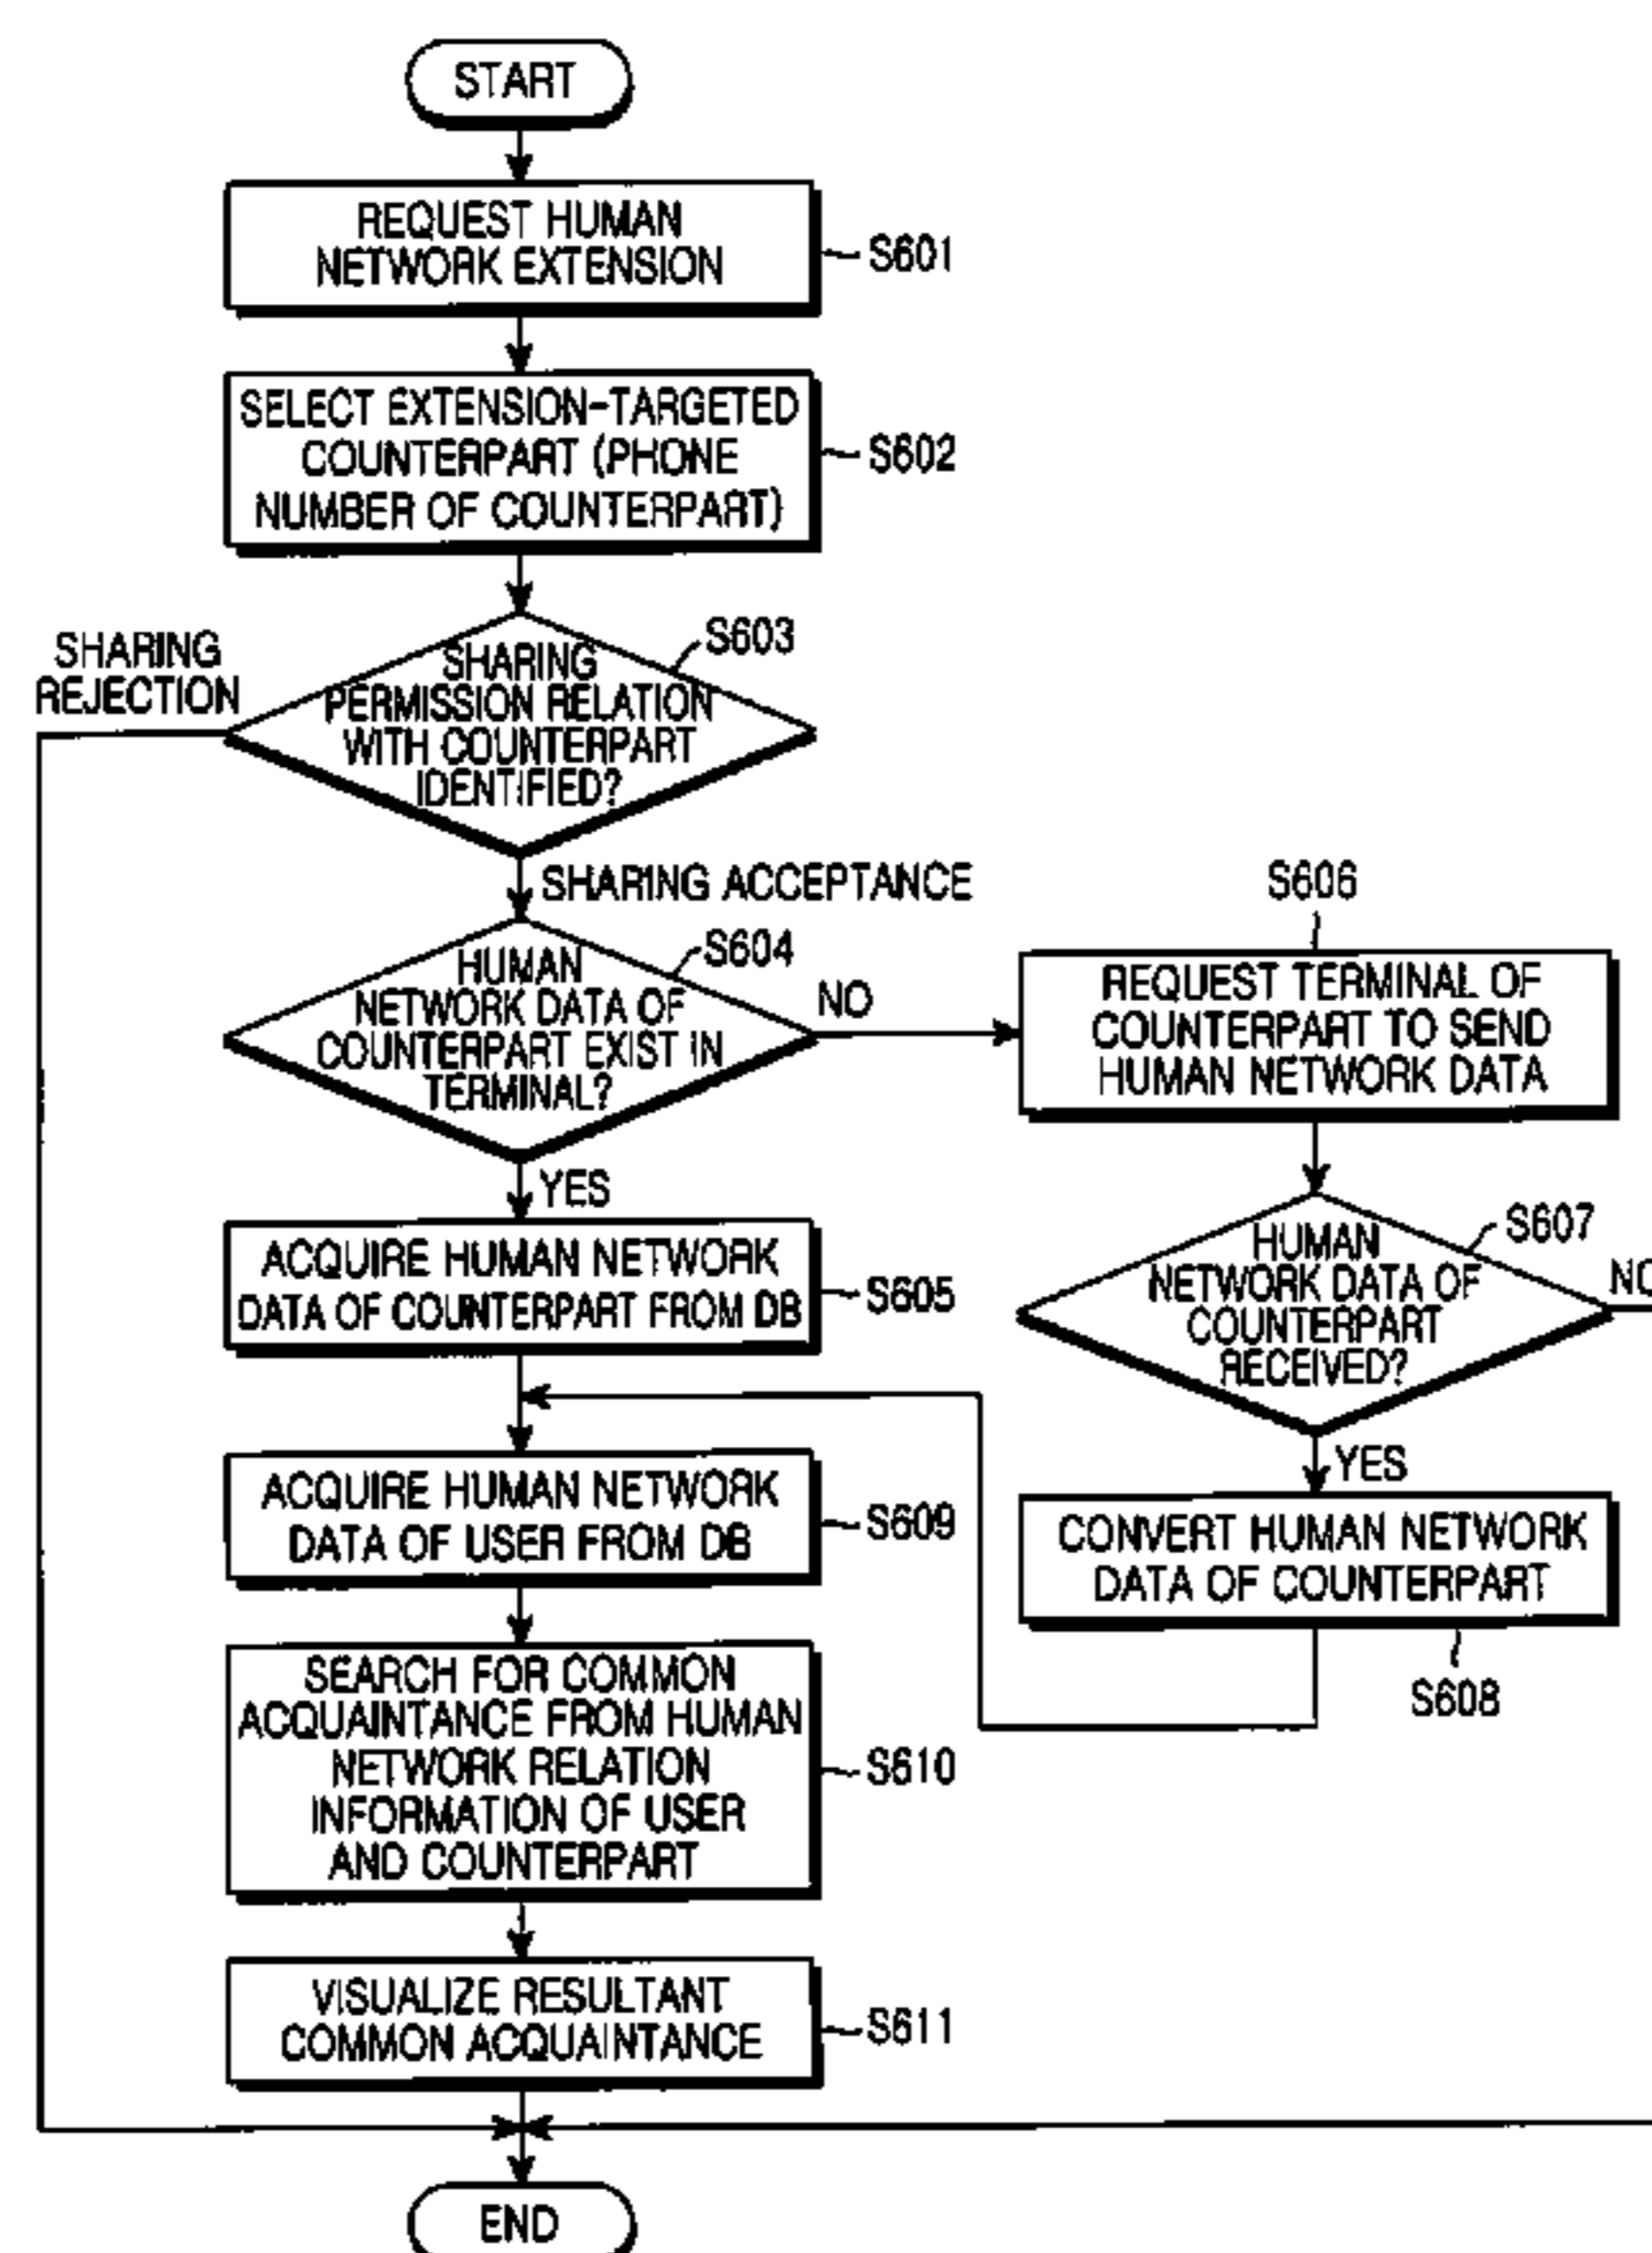 START
REQUEST HUMAN
NETWORK EXTENSION
S601
SELECT EXTENSION-TARGETED
COUNTERPART (PHONE
NUMBER OF COUNTERPART)
S602
SHARING
REJECTION
S603
SHARING
PERMISSION RELATION
WITH COUNTERPART
IDENTIFIED?
SHARING ACCEPTANCE
S604
HUMAN
NETWORK DATA OF
COUNTERPART EXIST IN
TERMINAL?
NO
S606
REQUEST TERMINAL OF
COUNTERPART TO SEND
HUMAN NETWORK DATA
YES
ACQUIRE HUMAN NETWORK
DATA OF COUNTERPART FROM DB
S605
S607
HUMAN
NETWORK DATA OF
COUNTERPART
RECEIVED?
NO
YES
CONVERT HUMAN NETWORK
DATA OF COUNTERPART
S608
ACQUIRE HUMAN NETWORK
DATA OF USER FROM DB
S609
SEARCH FOR COMMON
ACQUAINTANCE FROM HUMAN
NETWORK RELATION
INFORMATION OF USER
AND COUNTERPART
S610
VISUALIZE RESULTANT
COMMON ACQUAINTANCE
S611
END